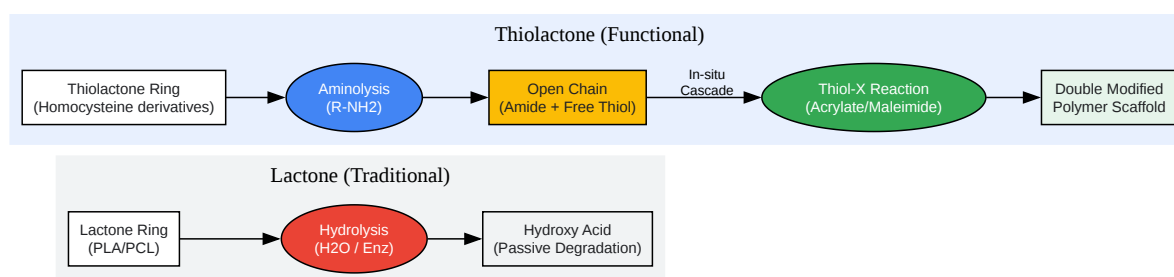 Thiolactone (Functional)
Thiolactone Ring
(Homocysteine derivatives)
Aminolysis
(R-NH2)
Open Chain
(Amide + Free Thiol)
In-situ
Cascade
Thiol-X Reaction
(Acrylate/Maleimide)
Double Modified
Polymer Scaffold
Lactone (Traditional)
Lactone Ring
(PLA/PCL)
Hydrolysis
(H2O / Enz)
Hydroxy Acid
(Passive Degradation)